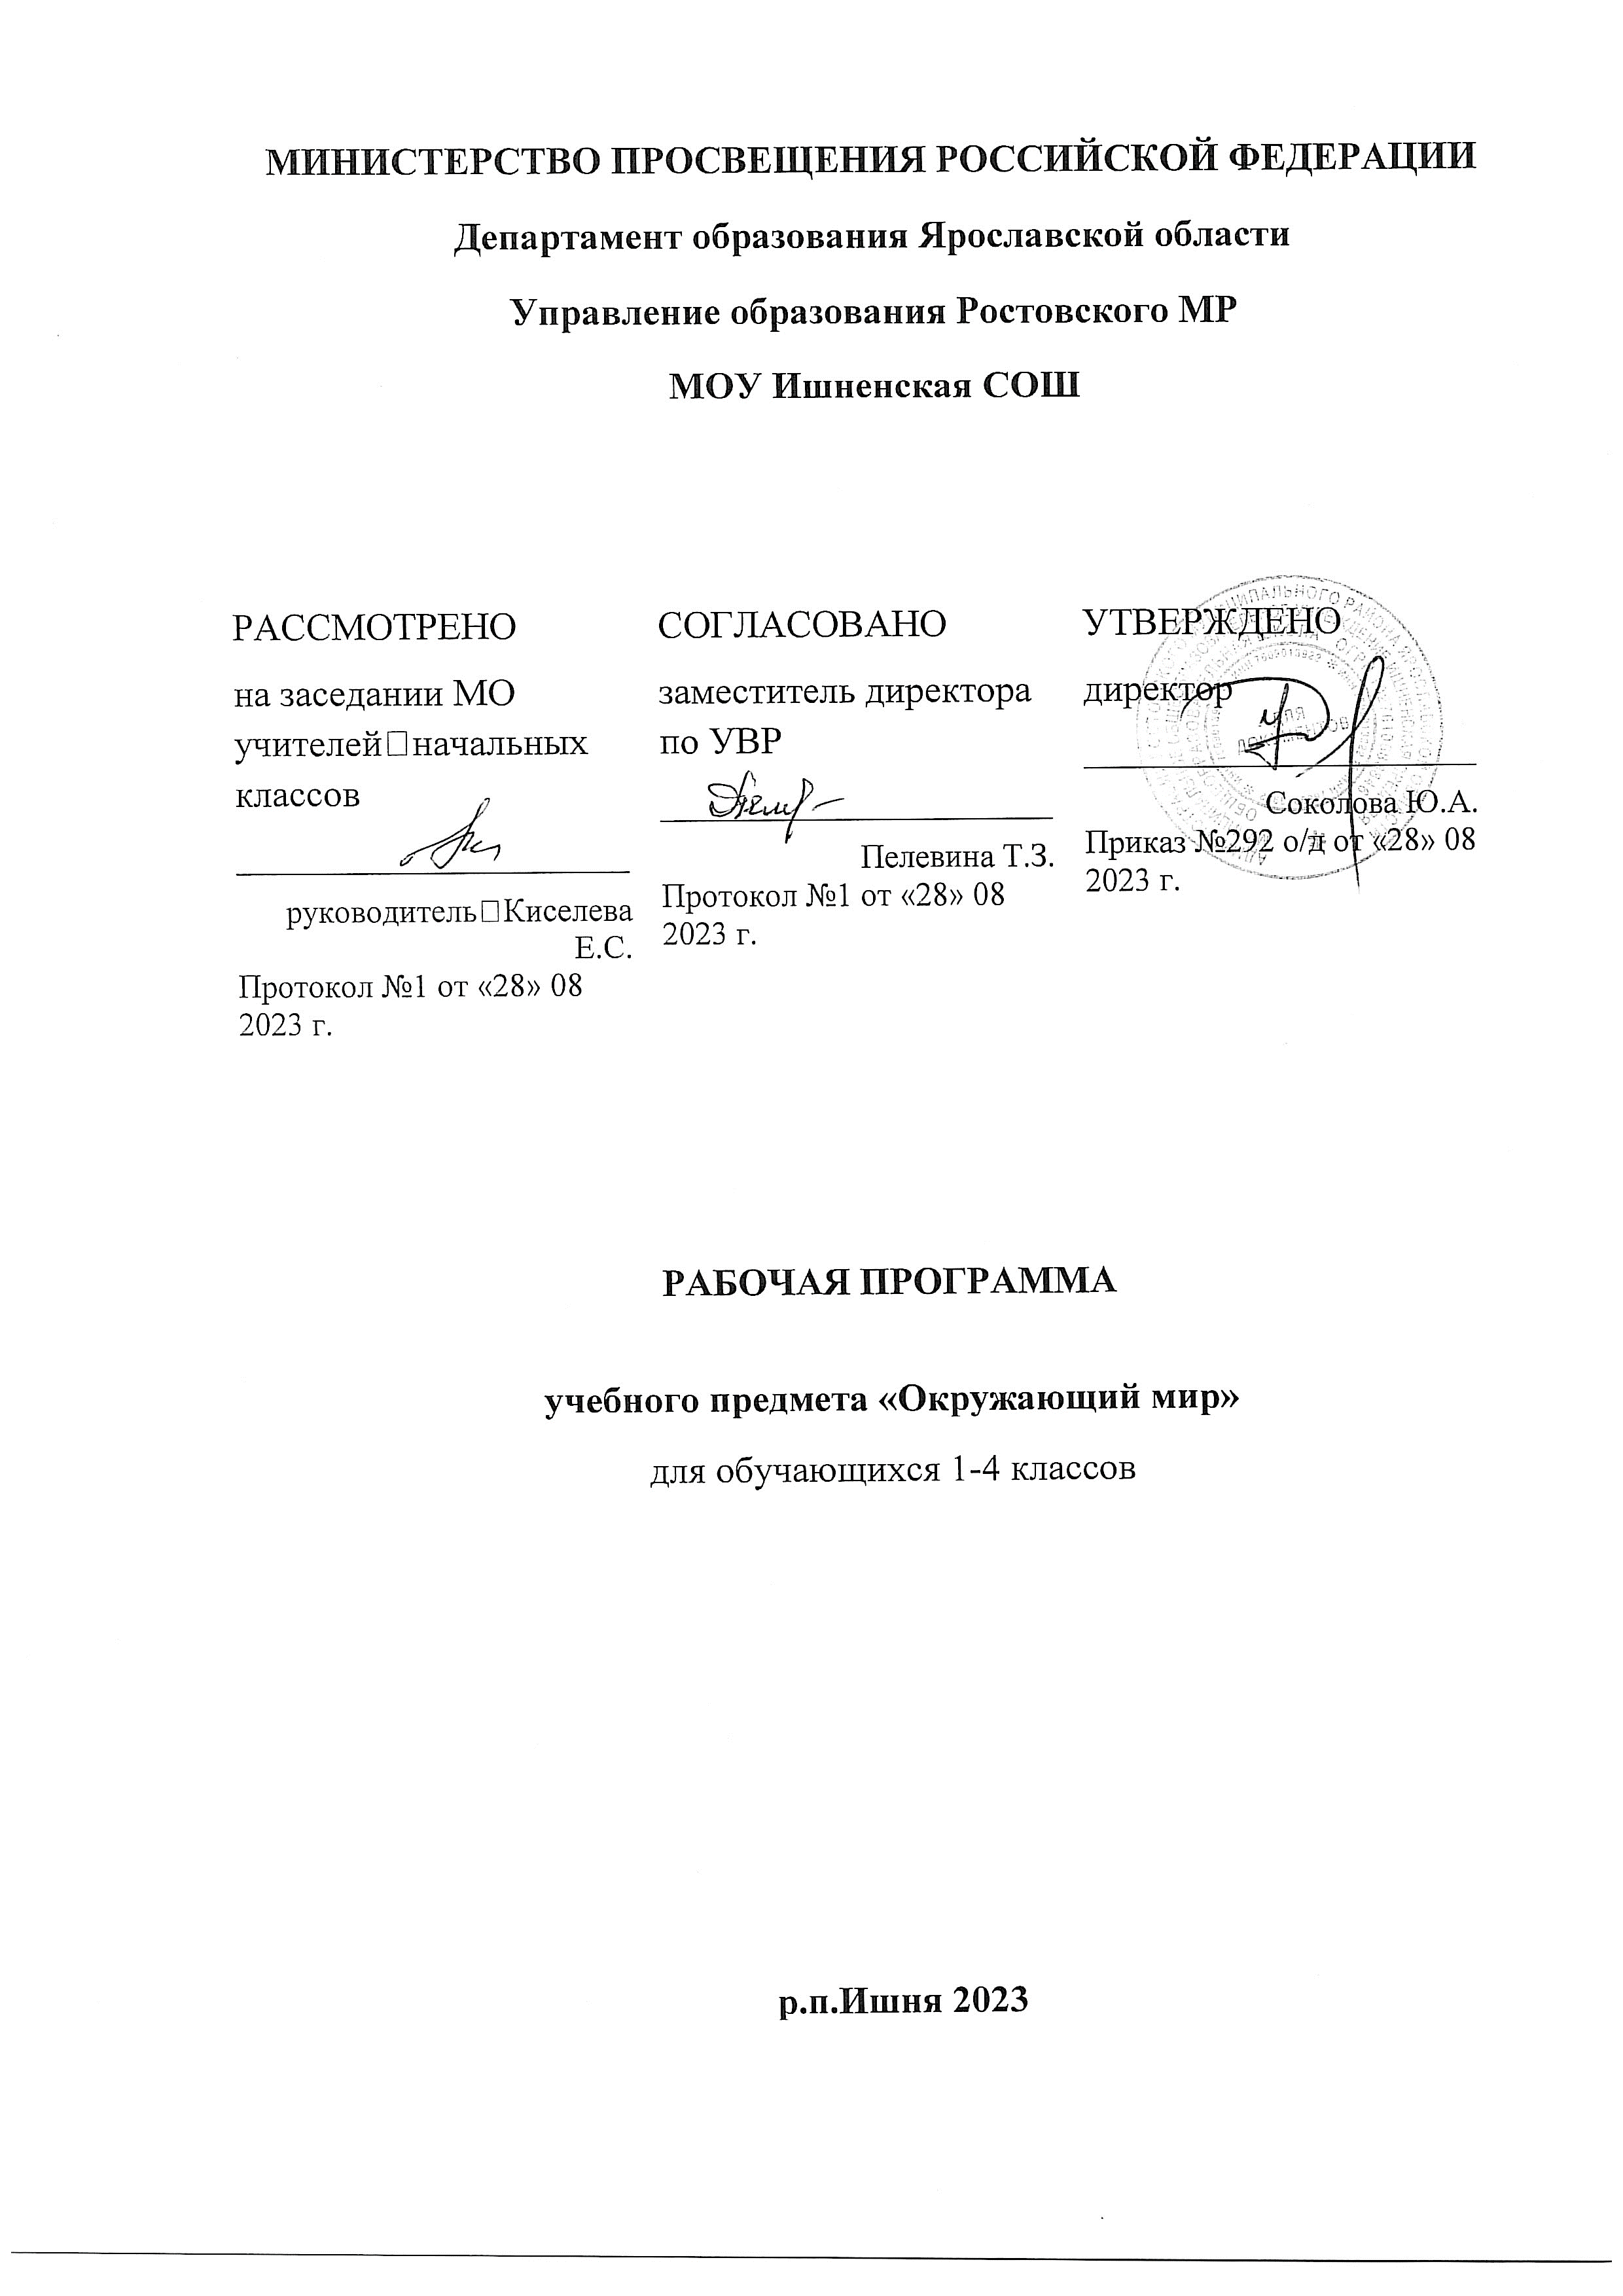 МИНИСТЕРСТВО ПРОСВЕЩЕНИЯ РОССИЙСКОЙ ФЕДЕРАЦИИ
Департамент образования Ярославской области
Управление образования Ростовского МР
МОУ Ишненская СОШ
РАССМОТРЕНО
на заседании МО
учителей□начальных
классов
руководитель□Киселева
Е.С.
Протокол №1 от «28» 08
2023 г.
СОГЛАСОВАНО
заместитель директора
по УВР
Пелевина Т.З.
Протокол №1 от «28» 08
2023 г.
УТВЕРЖДЕНО
директор
Соколова Ю.А.
Приказ №292 о/д от «28» 08
2023 г.
ДЛЯ
ДОКУМЕНТОВ
РАБОЧАЯ ПРОГРАММА
учебного предмета «Окружающий мир»
для обучающихся 1-4 классов
р.п.Ишня 2023